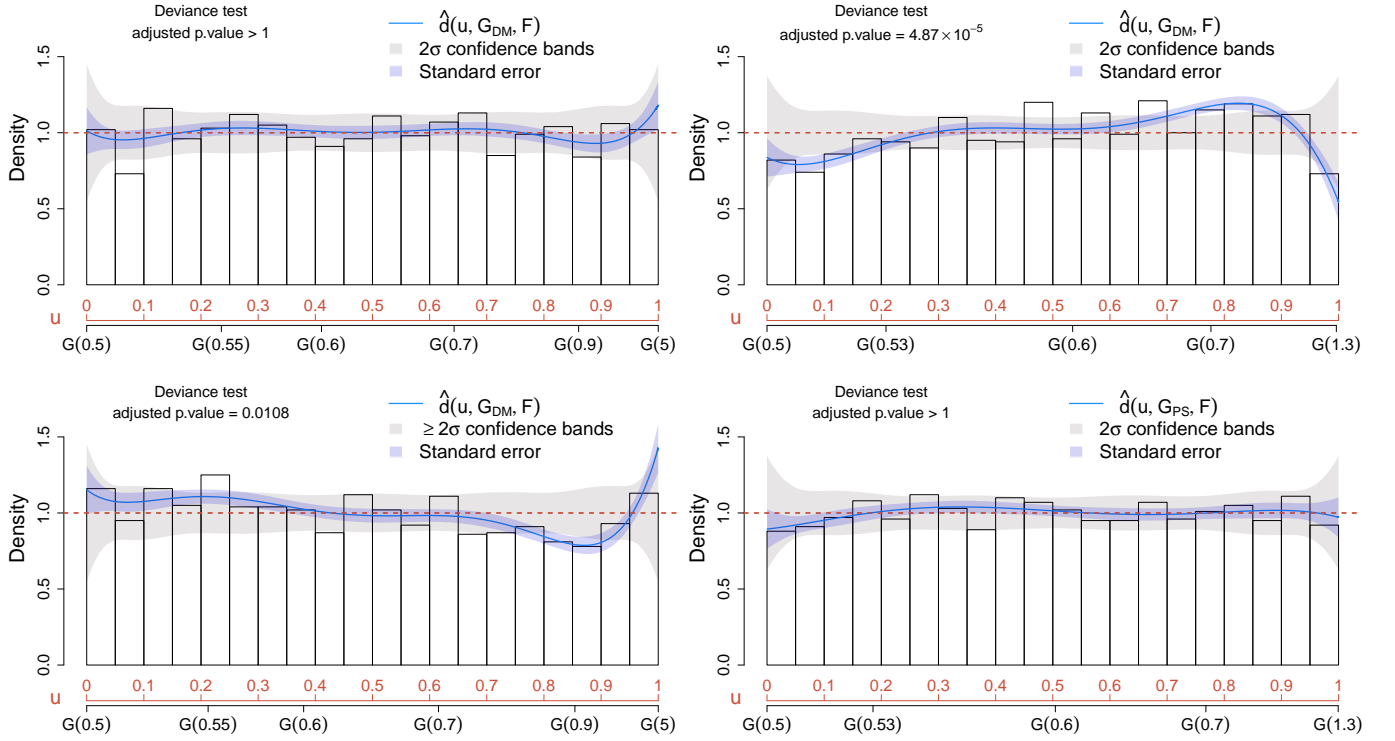 Deviance test
adjusted p.value > 1
d̂(u, G_DM, F)
2σ confidence bands
Standard error
Density
0.0 0.5 1.0 1.5
u 0 0.1 0.2 0.3 0.4 0.5 0.6 0.7 0.8 0.9 1
G(0.5) G(0.55) G(0.6) G(0.7) G(0.9) G(5)
Deviance test
adjusted p.value = 4.87 × 10⁻⁵
d̂(u, G_DM, F)
2σ confidence bands
Standard error
Density
0.0 0.5 1.0 1.5
u 0 0.1 0.2 0.3 0.4 0.5 0.6 0.7 0.8 0.9 1
G(0.5) G(0.53) G(0.6) G(0.7) G(1.3)
Deviance test
adjusted p.value = 0.0108
d̂(u, G_DM, F)
≥ 2σ confidence bands
Standard error
Density
0.0 0.5 1.0 1.5
u 0 0.1 0.2 0.3 0.4 0.5 0.6 0.7 0.8 0.9 1
G(0.5) G(0.55) G(0.6) G(0.7) G(0.9) G(5)
Deviance test
adjusted p.value > 1
d̂(u, G_PS, F)
2σ confidence bands
Standard error
Density
0.0 0.5 1.0 1.5
u 0 0.1 0.2 0.3 0.4 0.5 0.6 0.7 0.8 0.9 1
G(0.5) G(0.53) G(0.6) G(0.7) G(1.3)